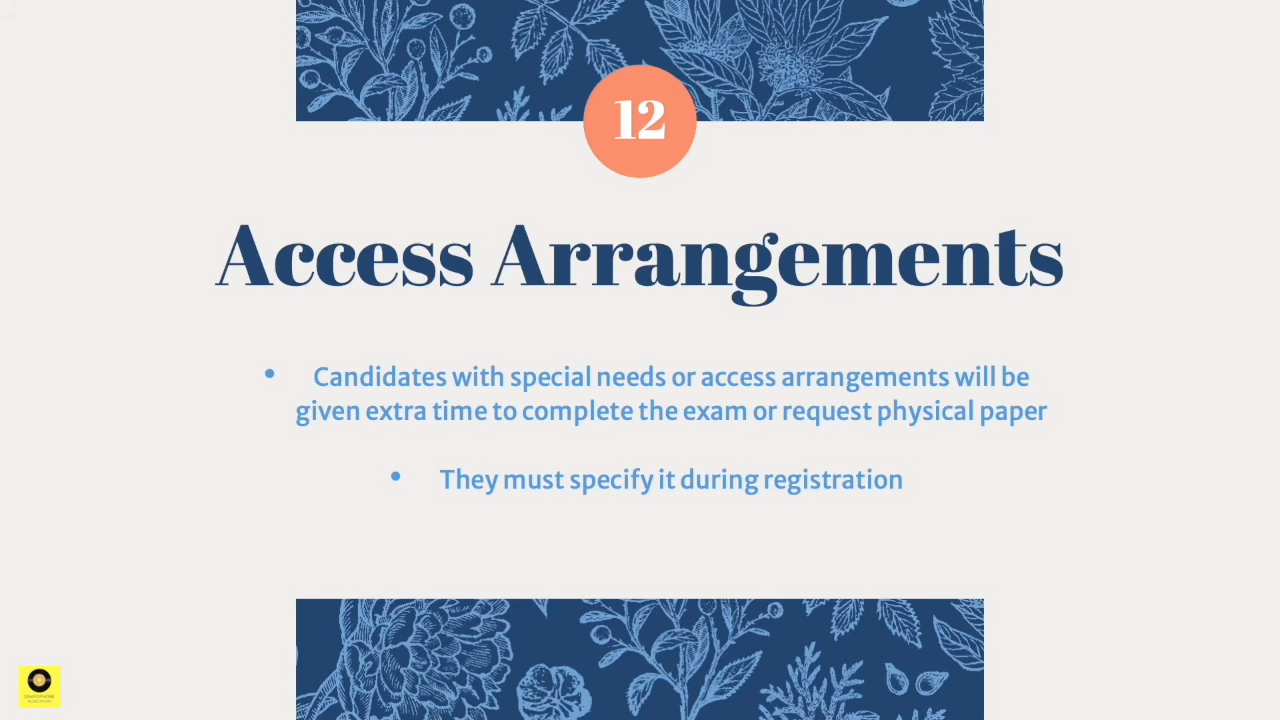 12
Access Arrangements
• Candidates with special needs or access arrangements will be
given extra time to complete the exam or request physical paper
• They must specify it during registration
GRAMOPHONE